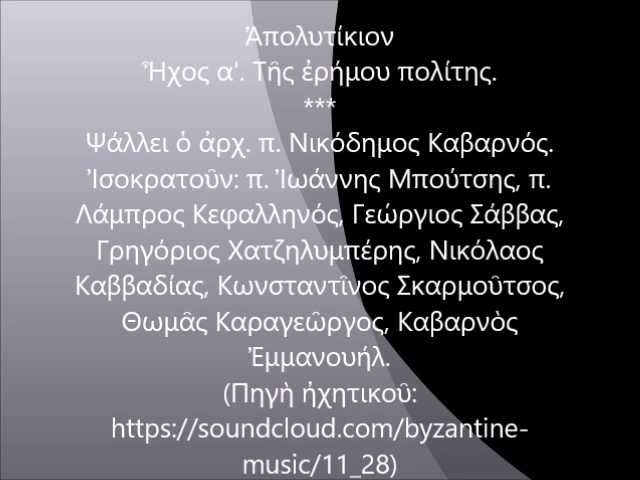 Ἀπολυτίκιον
Ἦχος α'. Τῆς ἐρήμου πολίτης.
***
Ψάλλει ὁ ἀρχ. π. Νικόδημος Καβαρνός.
Ἰσοκρατοῦν: π. Ἰωάννης Μπούτσης, π.
Λάμπρος Κεφαλληνός, Γεώργιος Σάββας,
Γρηγόριος Χατζηλυμπέρης, Νικόλαος
Καββαδίας, Κωνσταντῖνος Σκαρμοῦτσος,
Θωμᾶς Καραγεῶργος, Καβαρνὸς
Ἐμμανουήλ.
(Πηγὴ ἠχητικοῦ:
https://soundcloud.com/byzantine-
music/11_28)